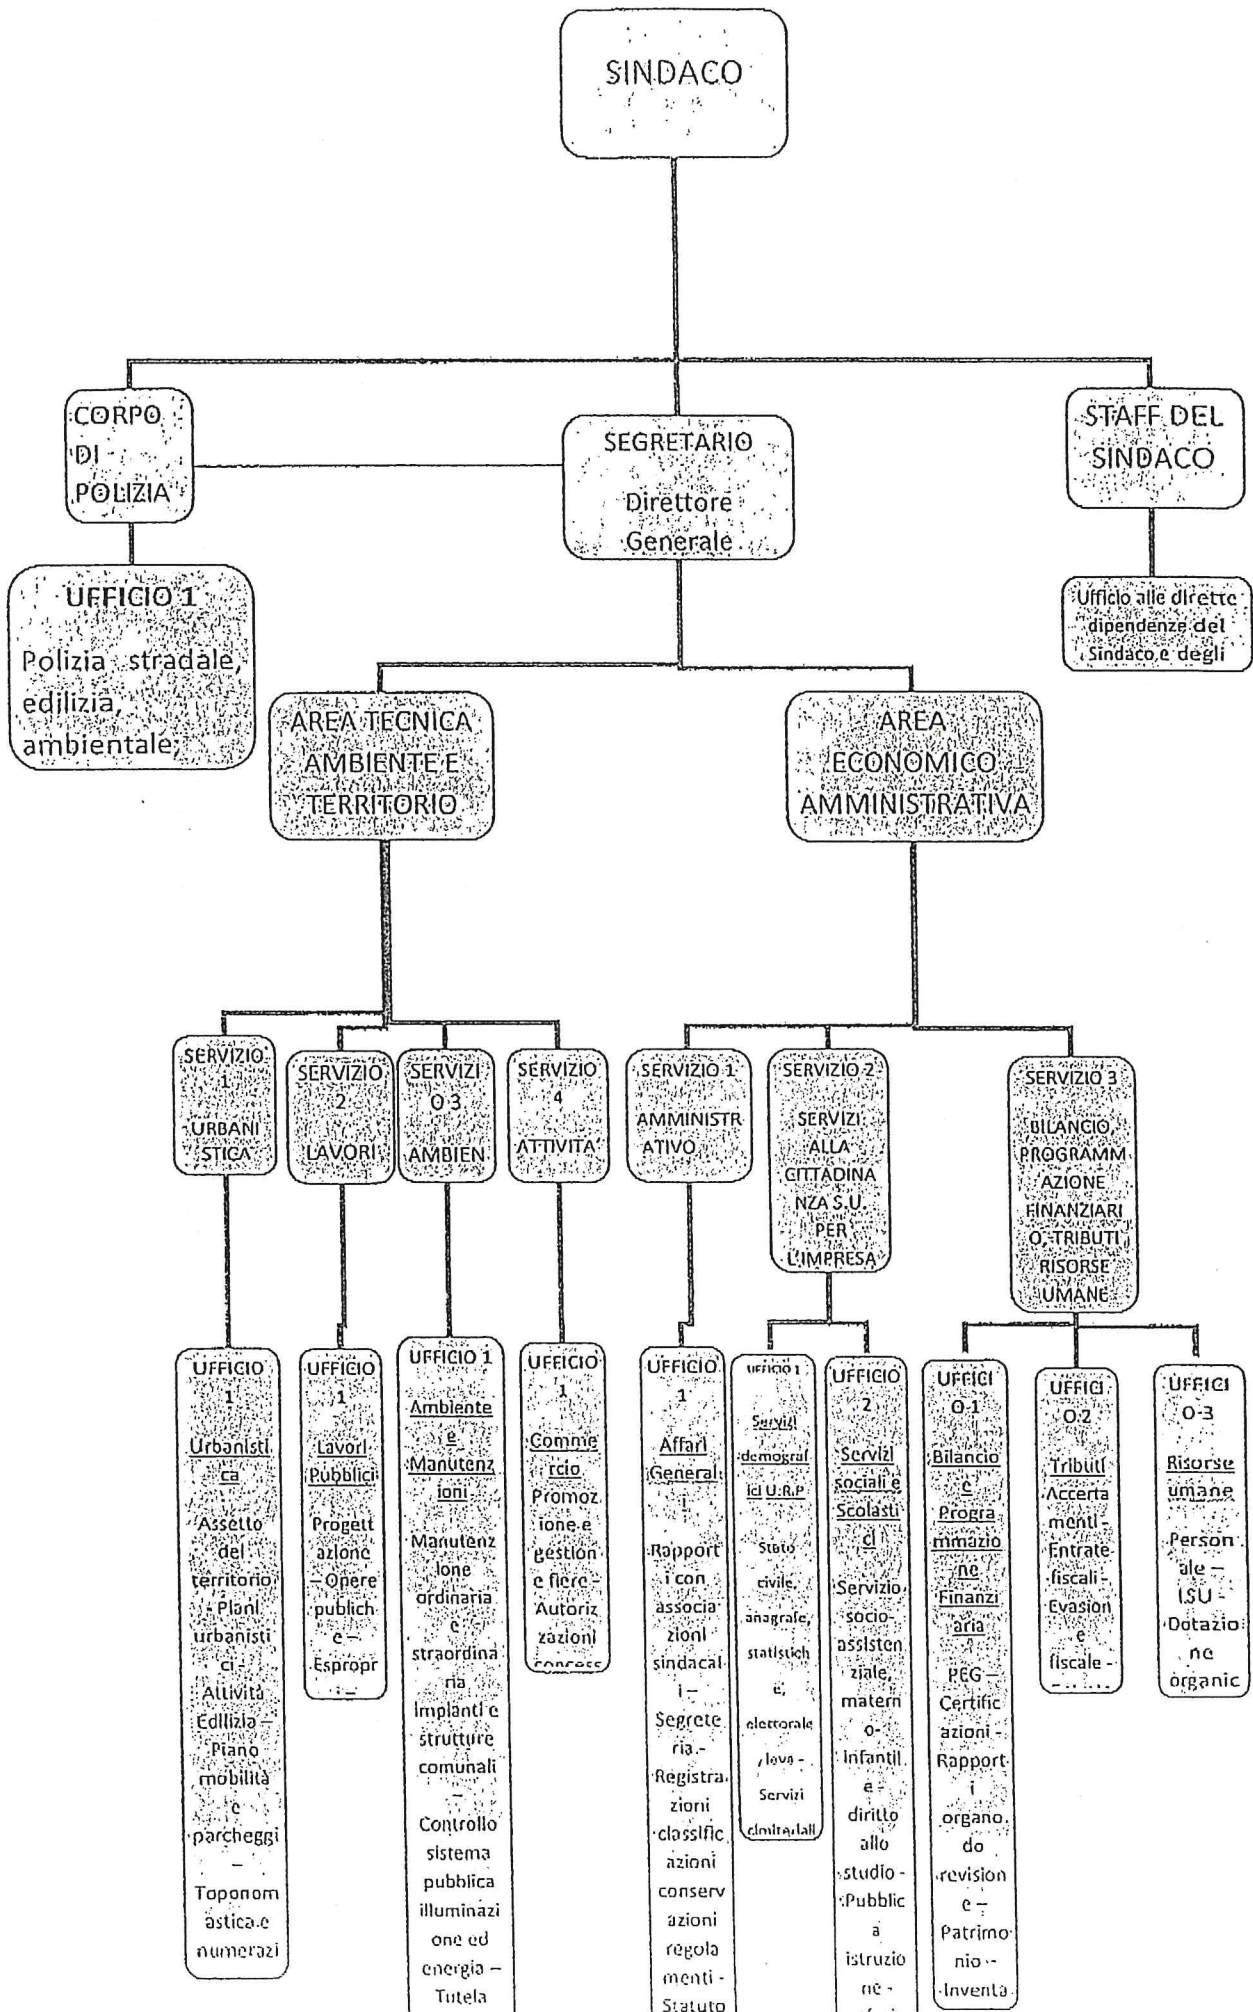 SINDACO
CORPO
DI
POLIZIA
SEGRETARIO
Direttore
Generale
STAFF DEL
SINDACO
UFFICIO 1
Polizia stradale,
edilizia,
ambientale,
Ufficio alle dirette
dipendenze del
Sindaco e degli
AREA TECNICA
AMBIENTE E
TERRITORIO
AREA
ECONOMICO –
AMMINISTRATIVA
SERVIZIO
1
URBANI
STICA
SERVIZIO
2
LAVORI
SERVIZI
O 3
AMBIEN
SERVIZIO
4
ATTIVITA
SERVIZIO 1
AMMINISTR
ATIVO
SERVIZIO 2
SERVIZI
ALLA
CITTADINA
NZA S.U.
PER
L'IMPRESA
SERVIZIO 3
BILANCIO,
PROGRAMM
AZIONE
FINANZIARI
O, TRIBUTI
RISORSE
UMANE
UFFICIO
1
Urbanisti
ca
Assetto
del
territorio
- Piani
urbanisti
ci -
Attività
Edilizia –
Piano
mobilità
e
parcheggi
–
Toponom
astica e
numerazi
UFFICIO
1
Lavori
Pubblici
Progett
azione
– Opere
publich
e –
Espropr
i –
UFFICIO 1
Ambiente
e
Manutenz
ioni
Manutenz
ione
ordinaria
e
straordina
ria
impianti e
strutture
comunali
–
Controllo
sistema
pubblica
illuminazi
one ed
energia –
Tutela
UFFICIO
1
Comme
rcio
Promoz
ione e
gestion
e fiere -
Autoriz
zazioni
concess
UFFICIO
1
Affari
General
i
Rapport
i con
associa
zioni
sindacal
i –
Segrete
ria -
Registra
zioni
classific
azioni
conserv
azioni
regola
menti -
Statuto
UFFICIO 1
Servizi
demograf
ici U.R.P
Stato
civile,
anagrafe,
statistich
e,
elettorale
, leva -
Servizi
cimiteriali
UFFICIO
2
Servizi
sociali e
Scolasti
ci
Servizio
socio-
assisten
ziale,
matern
o-
infantil
e -
diritto
allo
studio -
Pubblic
a
istruzio
ne -
UFFICI
O 1
Bilancio
e
Progra
mmazio
ne
Finanzi
aria
PEG –
Certific
azioni -
Rapport
i
organo
do
revision
e –
Patrimo
nio -
Inventa
UFFICI
O 2
Tributi
Accerta
menti -
Entrate
fiscali -
Evasion
e
fiscale -
UFFICI
O 3
Risorse
umane
Person
ale –
LSU -
Dotazio
ne
organic